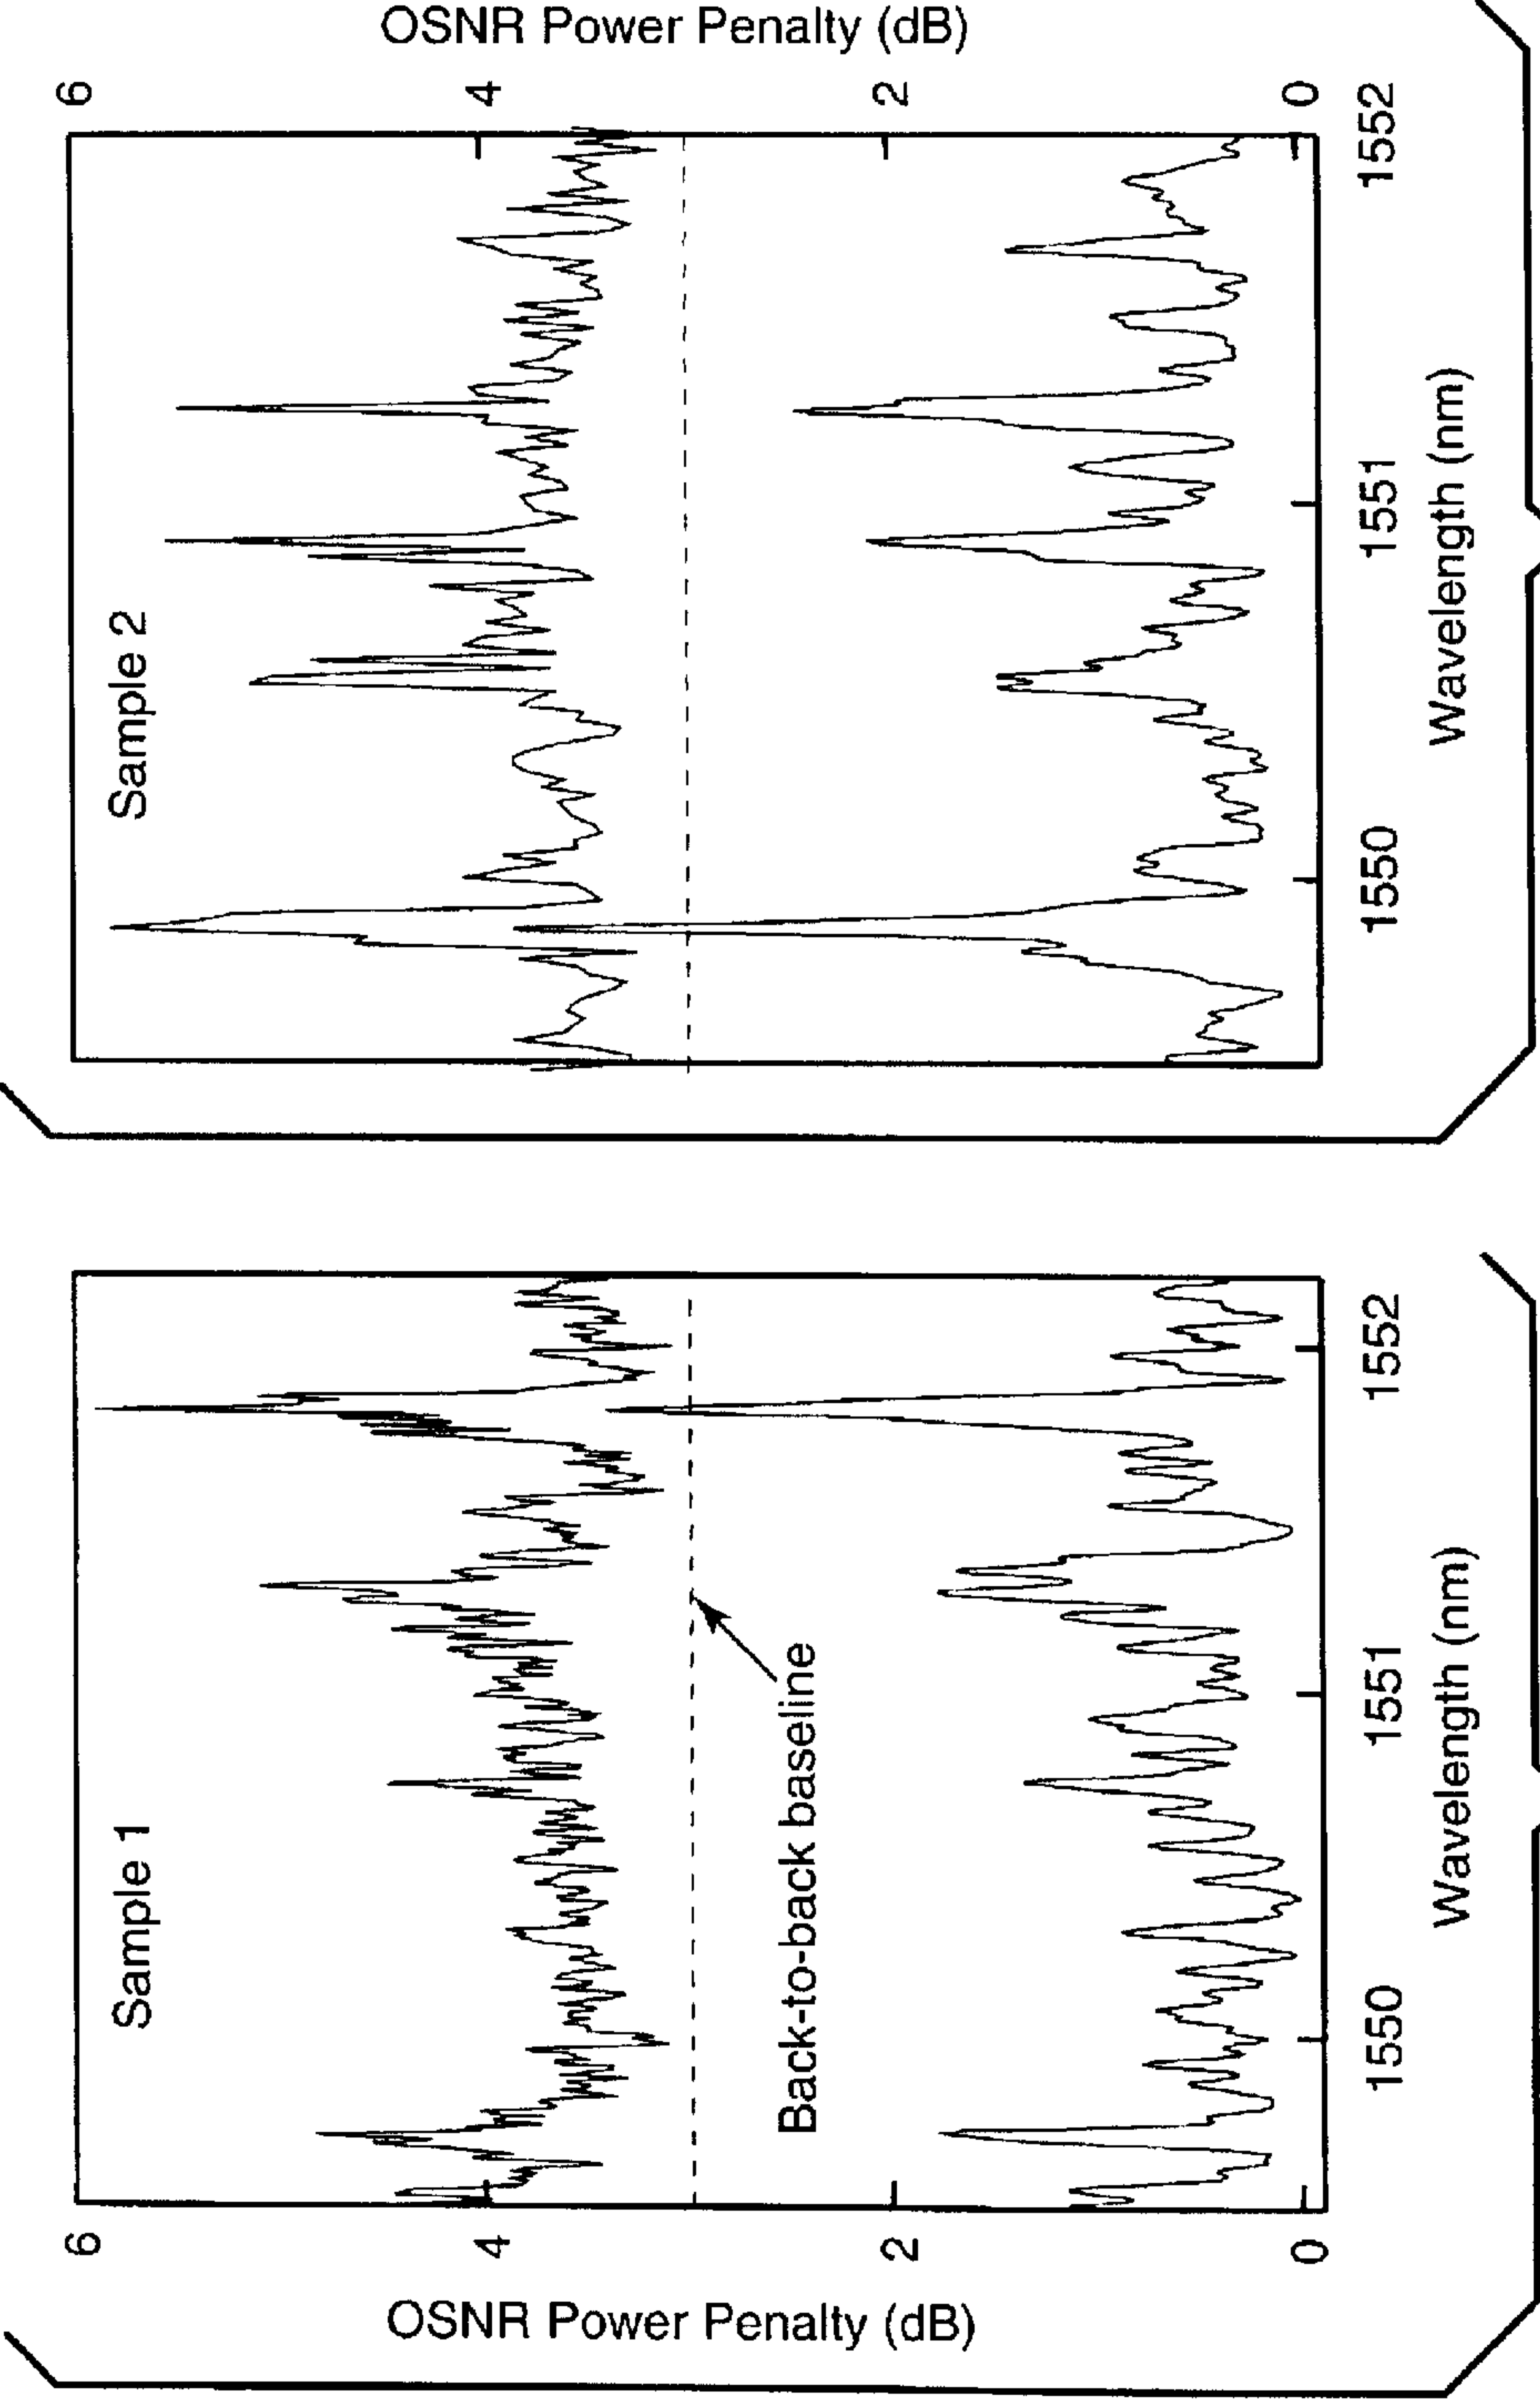 Sample 1
6
4
2
0
OSNR Power Penalty (dB)
Back-to-back baseline
1550
1551
1552
Wavelength (nm)
Sample 2
6
4
2
0
OSNR Power Penalty (dB)
1550
1551
1552
Wavelength (nm)